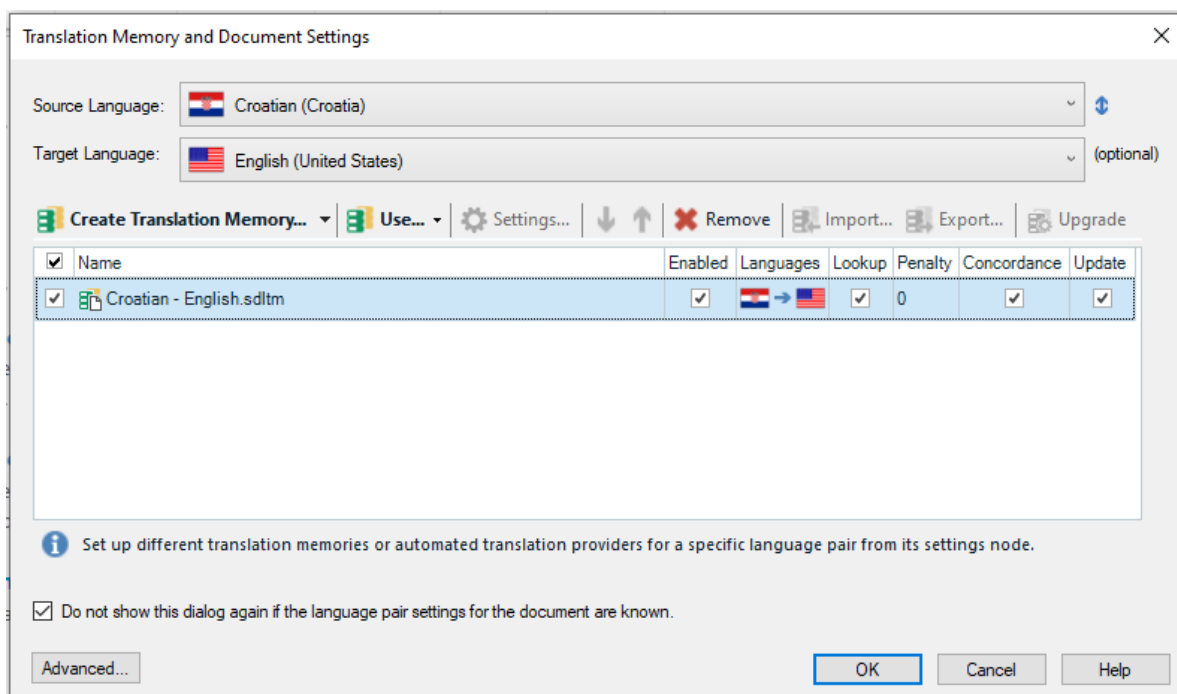 Translation Memory and Document Settings
Source Language: Croatian (Croatia)
Target Language: English (United States) (optional)
Create Translation Memory... Use... Settings... Remove Import... Export... Upgrade
Name Enabled Languages Lookup Penalty Concordance Update
Croatian - English.sdltm 0
Set up different translation memories or automated translation providers for a specific language pair from its settings node.
Do not show this dialog again if the language pair settings for the document are known.
Advanced... OK Cancel Help